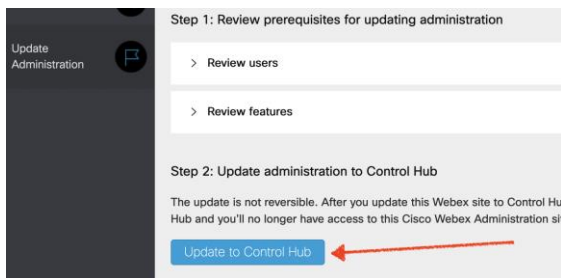 Step 1: Review prerequisites for updating administration
Update
Administration
> Review users
> Review features
Step 2: Update administration to Control Hub
The update is not reversible. After you update this Webex site to Control
Hub and you'll no longer have access to this Cisco Webex Administration
Update to Control Hub